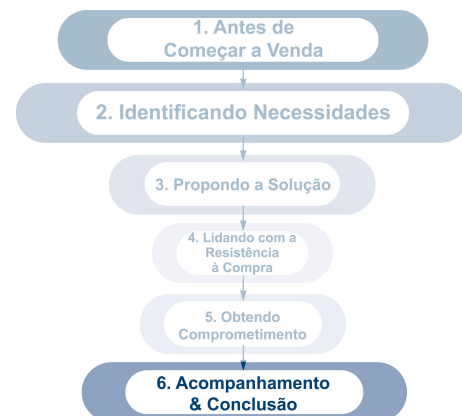 1. Antes de
Começar a Venda
2. Identificando Necessidades
3. Propondo a Solução
4. Lidando com a
Resistência
à Compra
5. Obtendo
Comprometimento
6. Acompanhamento
& Conclusão